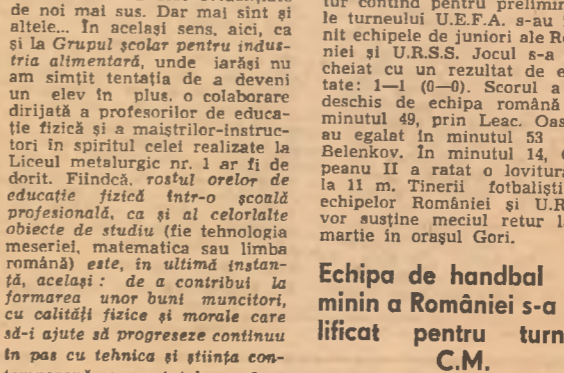 de noi mai sus. Dar mai sînt și
altele... În același sens, aici, ca
și la Grupul școlar pentru indus-
tria alimentară, unde iarăși nu
am simțit tentația de a deveni
un elev în plus, o colaborare
dirijată a profesorilor de educa-
ție fizică și a maiștrilor-instruc-
tori în spiritul celei realizate la
Liceul metalurgic nr. 1 ar fi de
dorit. Fiindcă, rostul orelor de
educație fizică într-o școală
profesională, ca și al celorlalte
obiecte de studiu (fie tehnologia
meseriei, matematica sau limba
română) este, în ultimă instan-
ță, același : de a contribui la
formarea unor buni muncitori,
cu calități fizice și morale care
să-i ajute să progreseze continuu
în pas cu tehnica și știința con-
tur contînd pentru prelimin
le turneului U.E.F.A. s-au
nit echipele de juniori ale Ro
niei și U.R.S.S. Jocul s-a
cheiat cu un rezultat de e
tate: 1—1 (0—0). Scorul a
deschis de echipa română
minutul 49, prin Leac. Oas
au egalat în minutul 53
Belenkov. În minutul 14,
peanu II a ratat o lovitura
la 11 m. Tinerii fotbaliști
echipelor României și U.R
vor susține meciul retur l
martie în orașul Gori.
Echipa de handbal
minin a României s-a
lificat pentru turn
C.M.